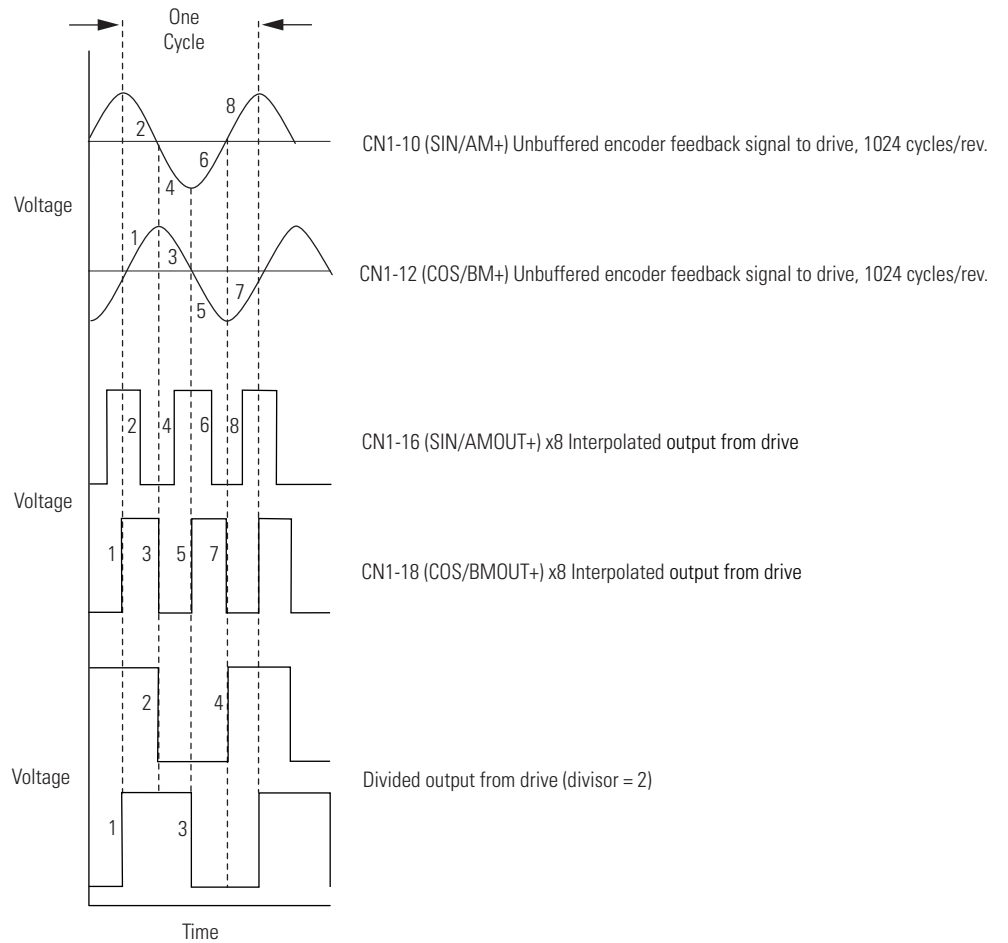 One
Cycle
8
2
CN1-10 (SIN/AM+) Unbuffered encoder feedback signal to drive, 1024 cycles/rev.
6
4
Voltage
1
3
CN1-12 (COS/BM+) Unbuffered encoder feedback signal to drive, 1024 cycles/rev.
7
5
2 4 6 8
CN1-16 (SIN/AMOUT+) x8 Interpolated output from drive
Voltage
1 3 5 7
CN1-18 (COS/BMOUT+) x8 Interpolated output from drive
2 4
Voltage
Divided output from drive (divisor = 2)
1 3
Time